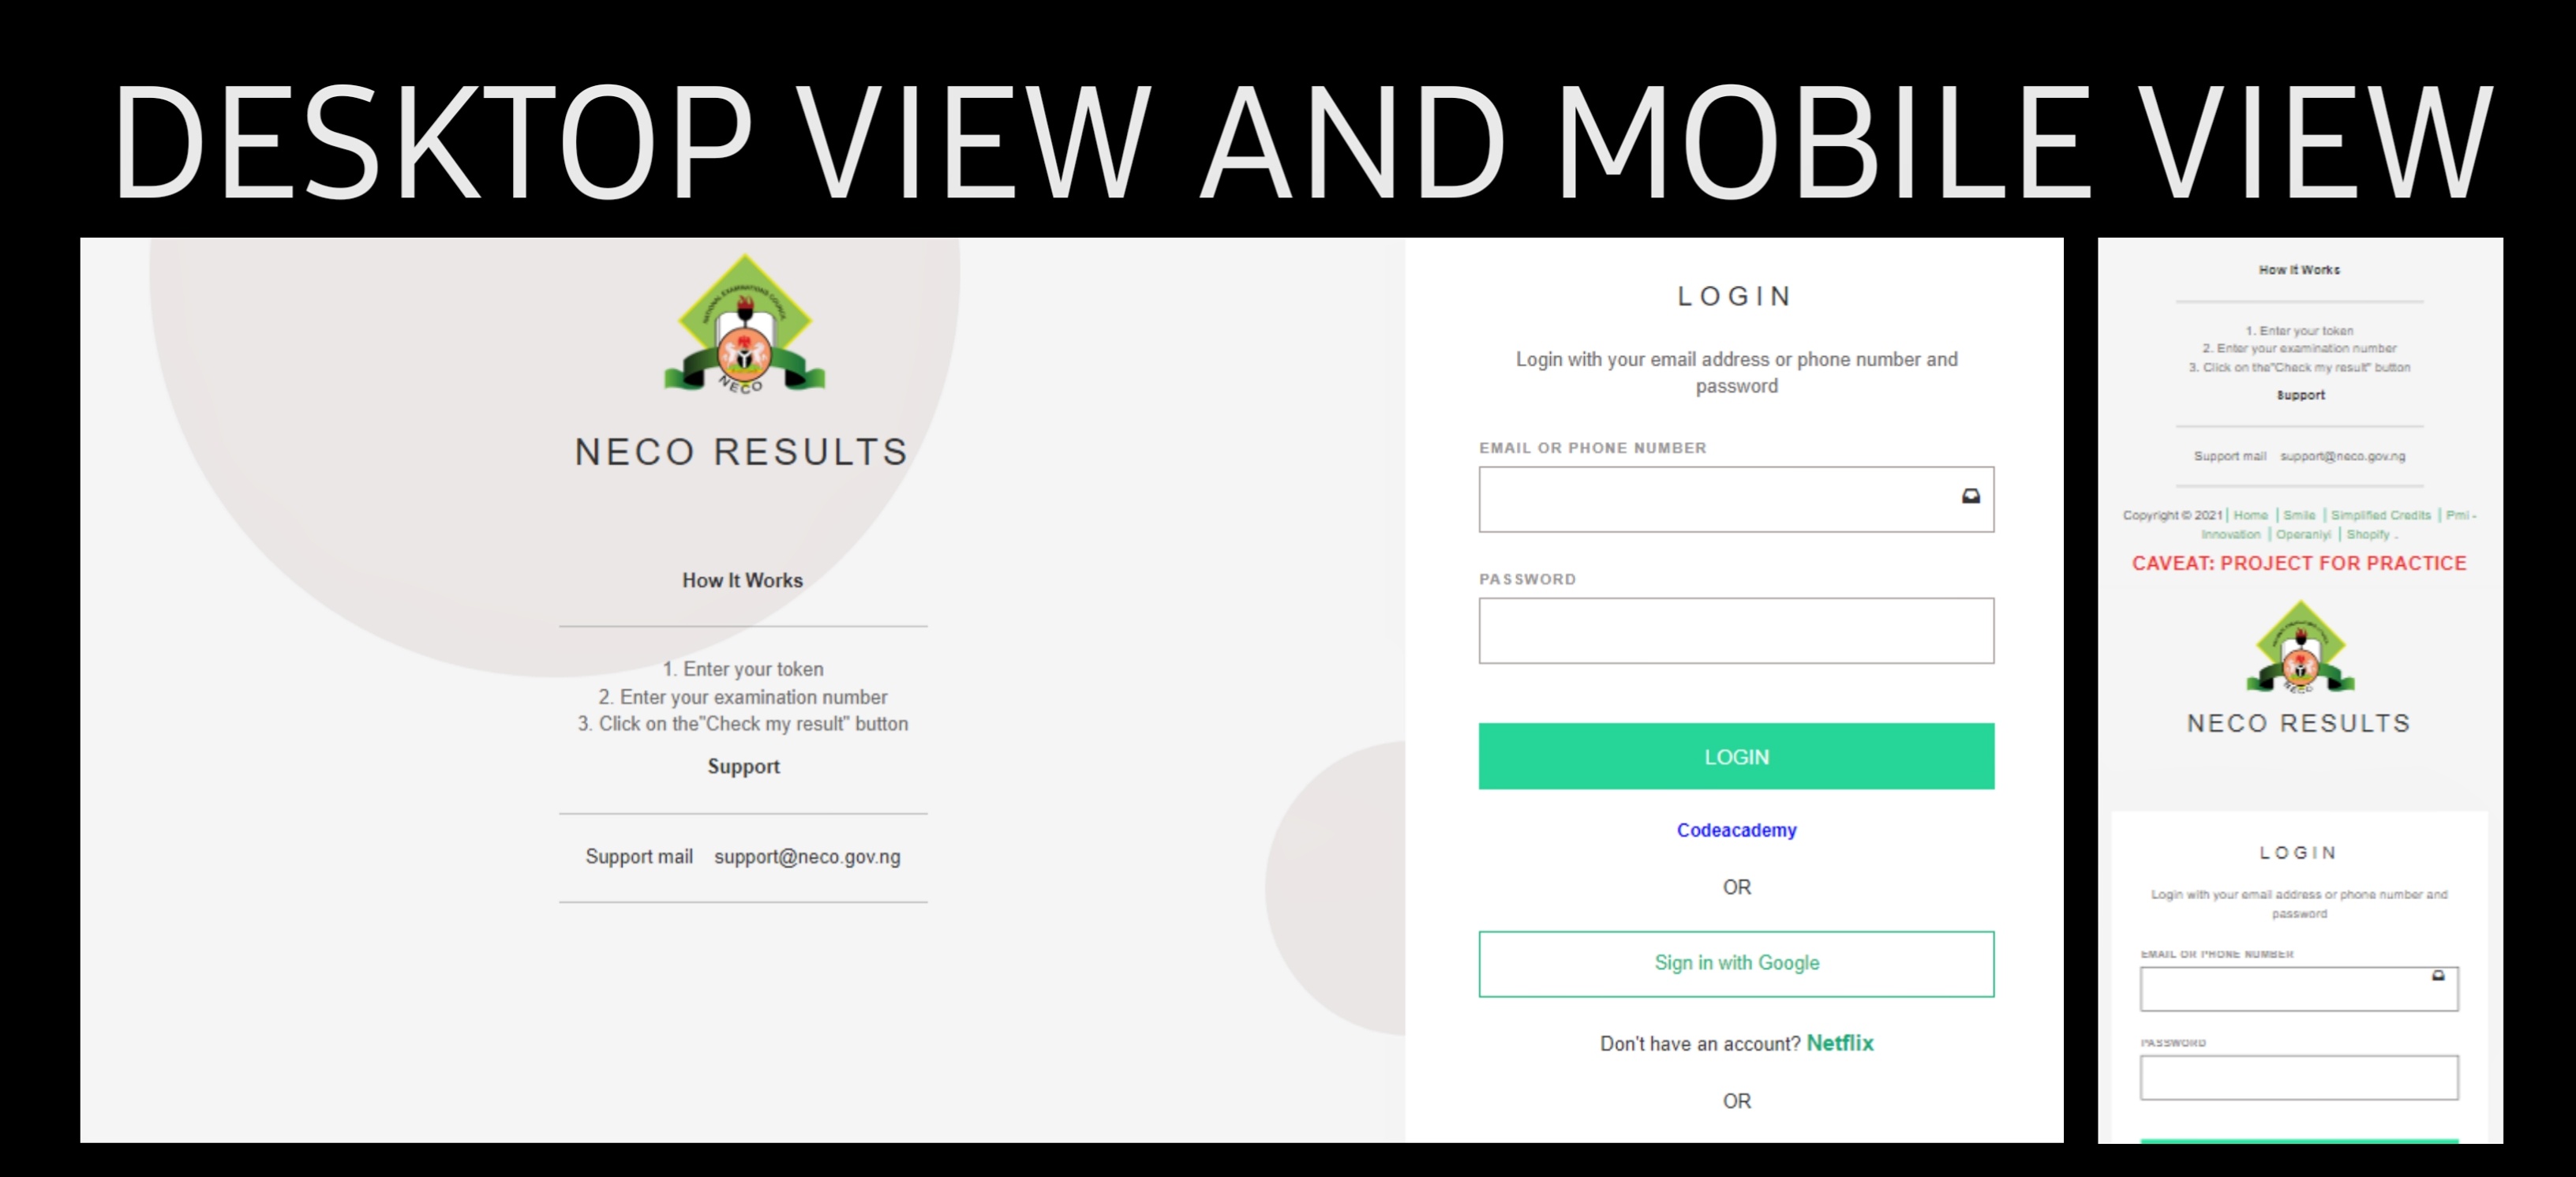 DESKTOP VIEW AND MOBILE VIEW
NATIONAL EXAMINATIONS COUNCIL
NECO
NECO RESULTS
How It Works
1. Enter your token
2. Enter your examination number
3. Click on the"Check my result" button
Support
Support mail support@neco.gov.ng
LOGIN
Login with your email address or phone number and
password
EMAIL OR PHONE NUMBER
PASSWORD
LOGIN
Codeacademy
OR
Sign in with Google
Don't have an account? Netflix
OR
How It Works
1. Enter your token
2. Enter your examination number
3. Click on the"Check my result" button
Support
Support mail support@neco.gov.ng
Copyright © 2021| Home | Smile | Simplified Credits | Pmi -
Innovation | Operaniyi | Shopify .
CAVEAT: PROJECT FOR PRACTICE
NECO
NECO RESULTS
LOGIN
Login with your email address or phone number and
password
EMAIL OR PHONE NUMBER
PASSWORD